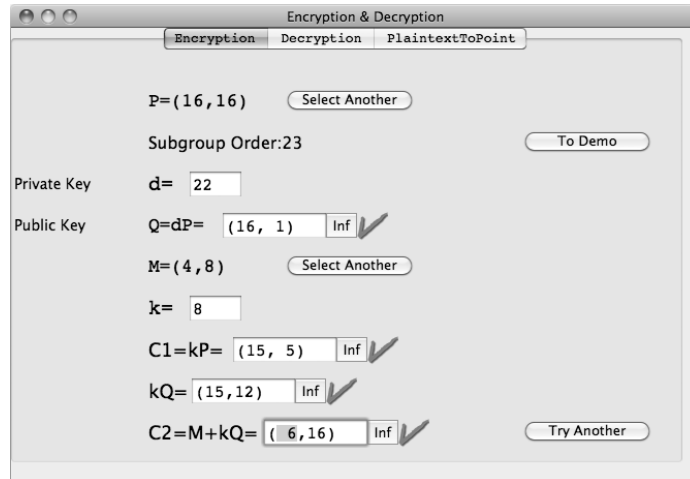 Encryption & Decryption
Encryption Decryption PlaintextToPoint
P=(16,16) Select Another
Subgroup Order:23 To Demo
Private Key d= 22
Public Key Q=dP= (16, 1) Inf
M=(4,8) Select Another
k= 8
C1=kP= (15, 5) Inf
kQ= (15,12) Inf
C2=M+kQ= ( 6,16) Inf Try Another